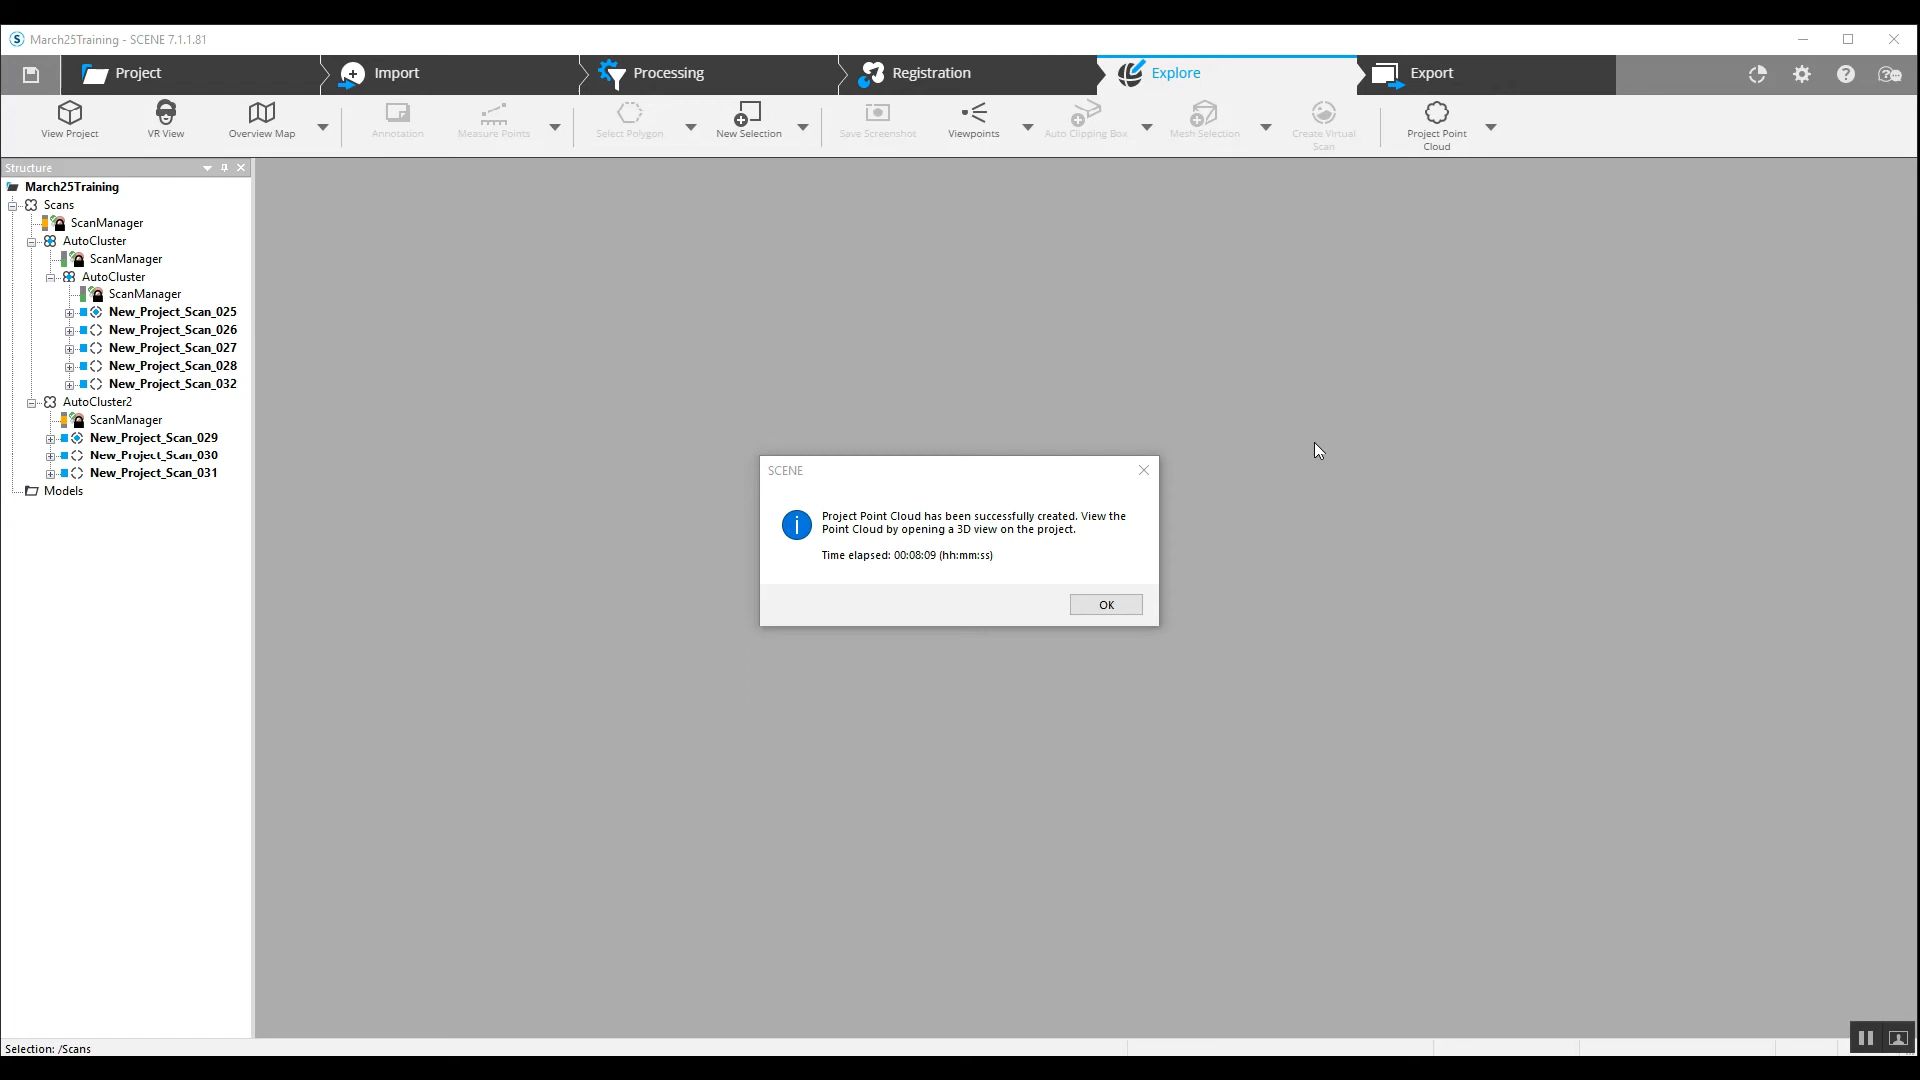 March25Training - SCENE 7.1.1.81
Project
Import
Processing
Registration
Explore
Export
View Project
VR View
Overview Map
Annotation
Measure Points
Select Polygon
New Selection
Save Screenshot
Viewpoints
Auto Clipping Box
Mesh Selection
Create Virtual
Scan
Project Point
Cloud
Structure
March25Training
Scans
ScanManager
AutoCluster
ScanManager
AutoCluster
ScanManager
New_Project_Scan_025
New_Project_Scan_026
New_Project_Scan_027
New_Project_Scan_028
New_Project_Scan_032
AutoCluster2
ScanManager
New_Project_Scan_029
New_Project_Scan_030
New_Project_Scan_031
Models
SCENE
Project Point Cloud has been successfully created. View the
Point Cloud by opening a 3D view on the project.
Time elapsed: 00:08:09 (hh:mm:ss)
OK
Selection: /Scans